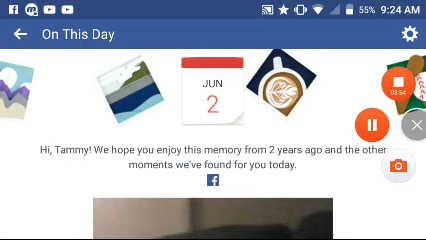 55% 9:24 AM
On This Day
JUN
2
03:54
Hi, Tammy! We hope you enjoy this memory from 2 years ago and the other
moments we've found for you today.